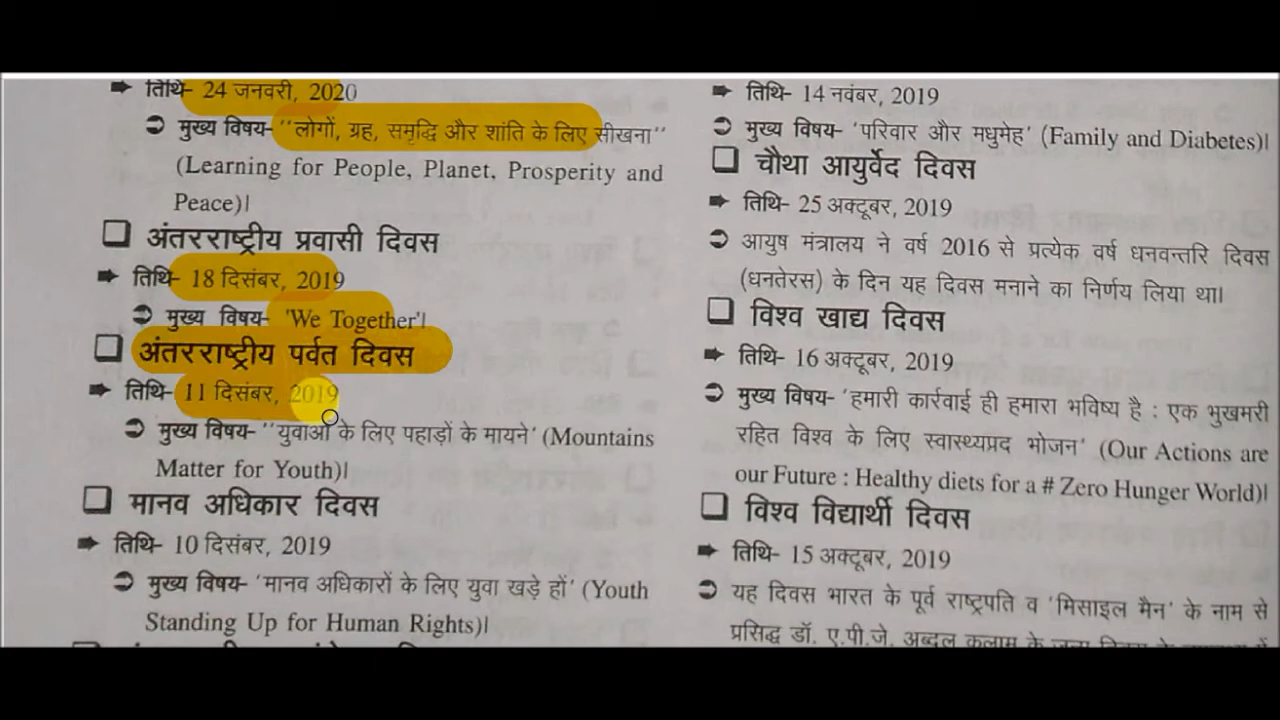 ➡ तिथि- 24 जनवरी, 2020
➲ मुख्य विषय- ''लोगों, ग्रह, समृद्धि और शांति के लिए सीखना''
(Learning for People, Planet, Prosperity and
Peace)।
❑ अंतरराष्ट्रीय प्रवासी दिवस
➡ तिथि- 18 दिसंबर, 2019
➲ मुख्य विषय- 'We Together'।
❑ अंतरराष्ट्रीय पर्वत दिवस
➡ तिथि- 11 दिसंबर, 2019
➲ मुख्य विषय- ''युवाओं के लिए पहाड़ों के मायने' (Mountains
Matter for Youth)।
❑ मानव अधिकार दिवस
➡ तिथि- 10 दिसंबर, 2019
➲ मुख्य विषय- 'मानव अधिकारों के लिए युवा खड़े हों' (Youth
Standing Up for Human Rights)।
➡ तिथि- 14 नवंबर, 2019
➲ मुख्य विषय- 'परिवार और मधुमेह' (Family and Diabetes)।
❑ चौथा आयुर्वेद दिवस
➡ तिथि- 25 अक्टूबर, 2019
➲ आयुष मंत्रालय ने वर्ष 2016 से प्रत्येक वर्ष धनवन्तरि दिवस
(धनतेरस) के दिन यह दिवस मनाने का निर्णय लिया था।
❑ विश्व खाद्य दिवस
➡ तिथि- 16 अक्टूबर, 2019
➲ मुख्य विषय- 'हमारी कार्रवाई ही हमारा भविष्य है : एक भुखमरी
रहित विश्व के लिए स्वास्थ्यप्रद भोजन' (Our Actions are
our Future : Healthy diets for a # Zero Hunger World)।
❑ विश्व विद्यार्थी दिवस
➡ तिथि- 15 अक्टूबर, 2019
➲ यह दिवस भारत के पूर्व राष्ट्रपति व 'मिसाइल मैन' के नाम से
प्रसिद्ध डॉ. ए.पी.जे. अब्दुल कलाम के जन्म दिवस के